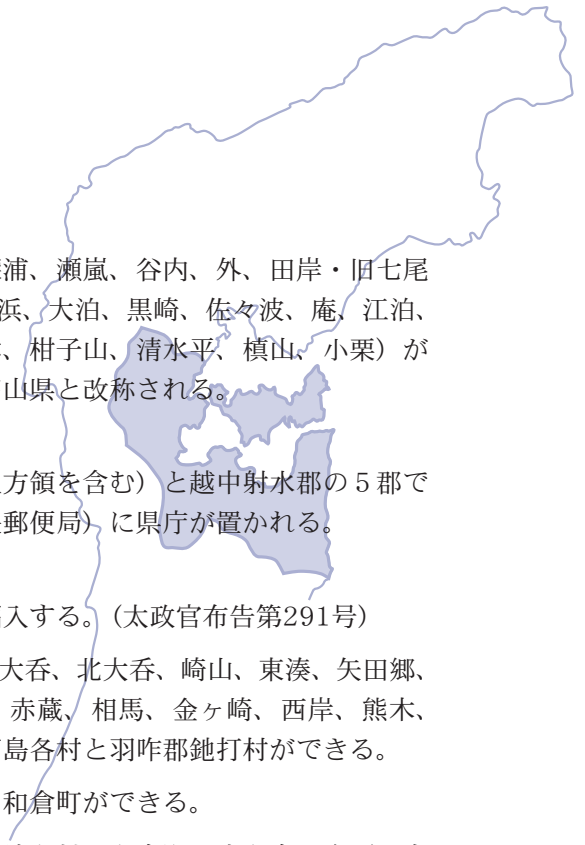 浦、瀬嵐、谷内、外、田岸・旧七尾
浜、大泊、黒崎、佐々波、庵、江泊、
、柑子山、清水平、槙山、小栗）が
山県と改称される。
方領を含む）と越中射水郡の５郡で
郵便局）に県庁が置かれる。
入する。（太政官布告第291号）
大呑、北大呑、崎山、東湊、矢田郷、
赤蔵、相馬、金ヶ崎、西岸、熊木、
島各村と羽咋郡釶打村ができる。
和倉町ができる。